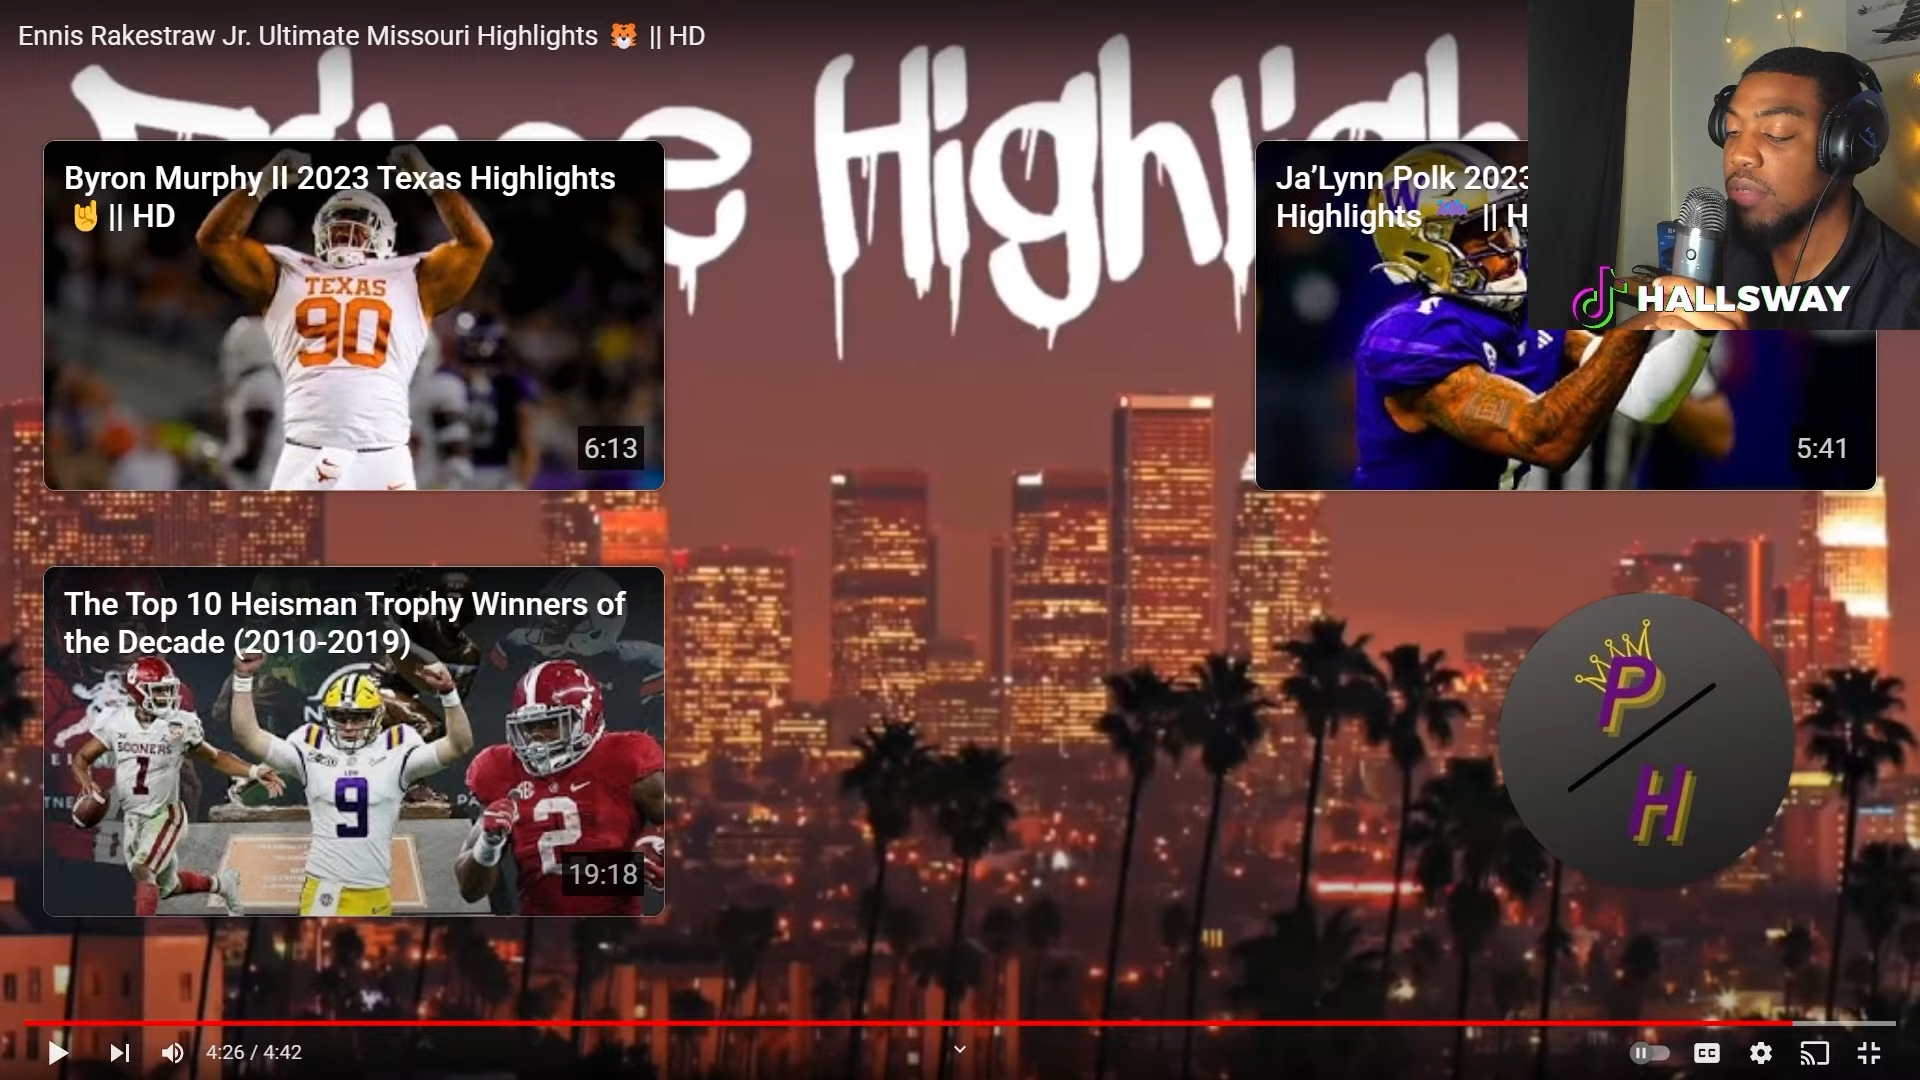 Ennis Rakestraw Jr. Ultimate Missouri Highlights 🐯 || HD
Byron Murphy II 2023 Texas Highlights
🤘 || HD
TEXAS
90
6:13
Ja’Lynn Polk 2023
Highlights || H
W
5:41
HALLSWAY
The Top 10 Heisman Trophy Winners of
the Decade (2010-2019)
SOONERS
1
9
2
19:18
P
H
4:26 / 4:42
CC